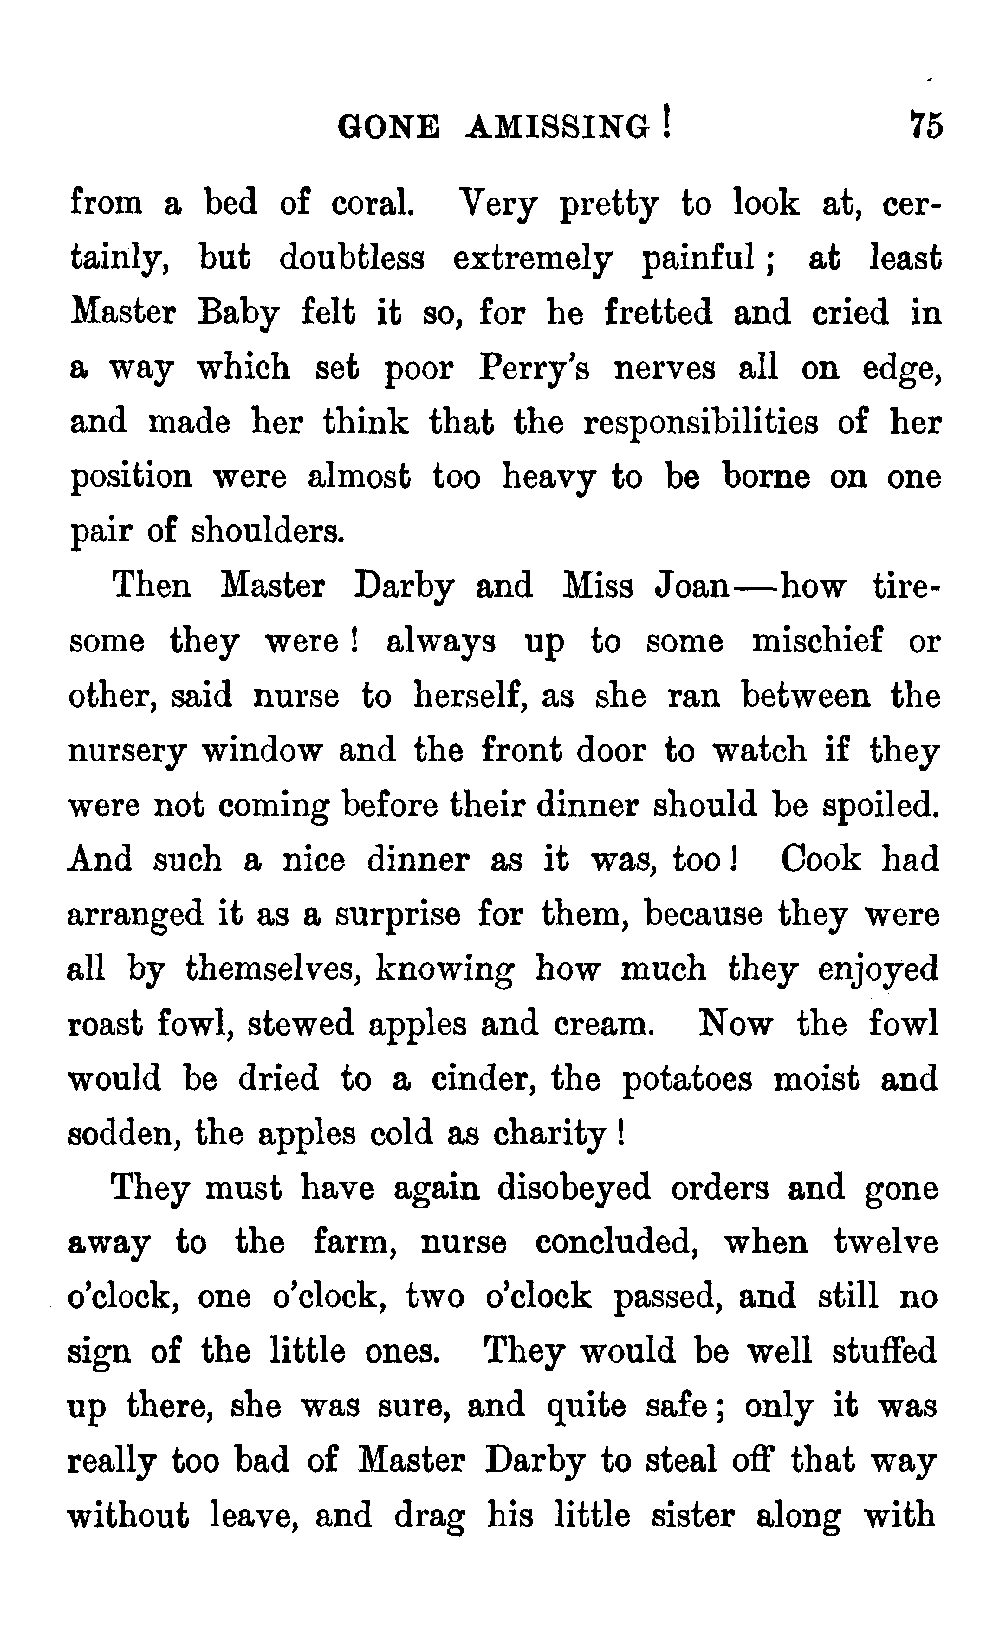 GONE AMISSING! 75
from a bed of coral. Very pretty to look at, cer-
tainly, but doubtless extremely painful; at least
Master Baby felt it so, for he fretted and cried in
a way which set poor Perry's nerves all on edge,
and made her think that the responsibilities of her
position were almost too heavy to be borne on one
pair of shoulders.
Then Master Darby and Miss Joan—how tire-
some they were! always up to some mischief or
other, said nurse to herself, as she ran between the
nursery window and the front door to watch if they
were not coming before their dinner should be spoiled.
And such a nice dinner as it was, too! Cook had
arranged it as a surprise for them, because they were
all by themselves, knowing how much they enjoyed
roast fowl, stewed apples and cream. Now the fowl
would be dried to a cinder, the potatoes moist and
sodden, the apples cold as charity!
They must have again disobeyed orders and gone
away to the farm, nurse concluded, when twelve
o'clock, one o'clock, two o'clock passed, and still no
sign of the little ones. They would be well stuffed
up there, she was sure, and quite safe; only it was
really too bad of Master Darby to steal off that way
without leave, and drag his little sister along with